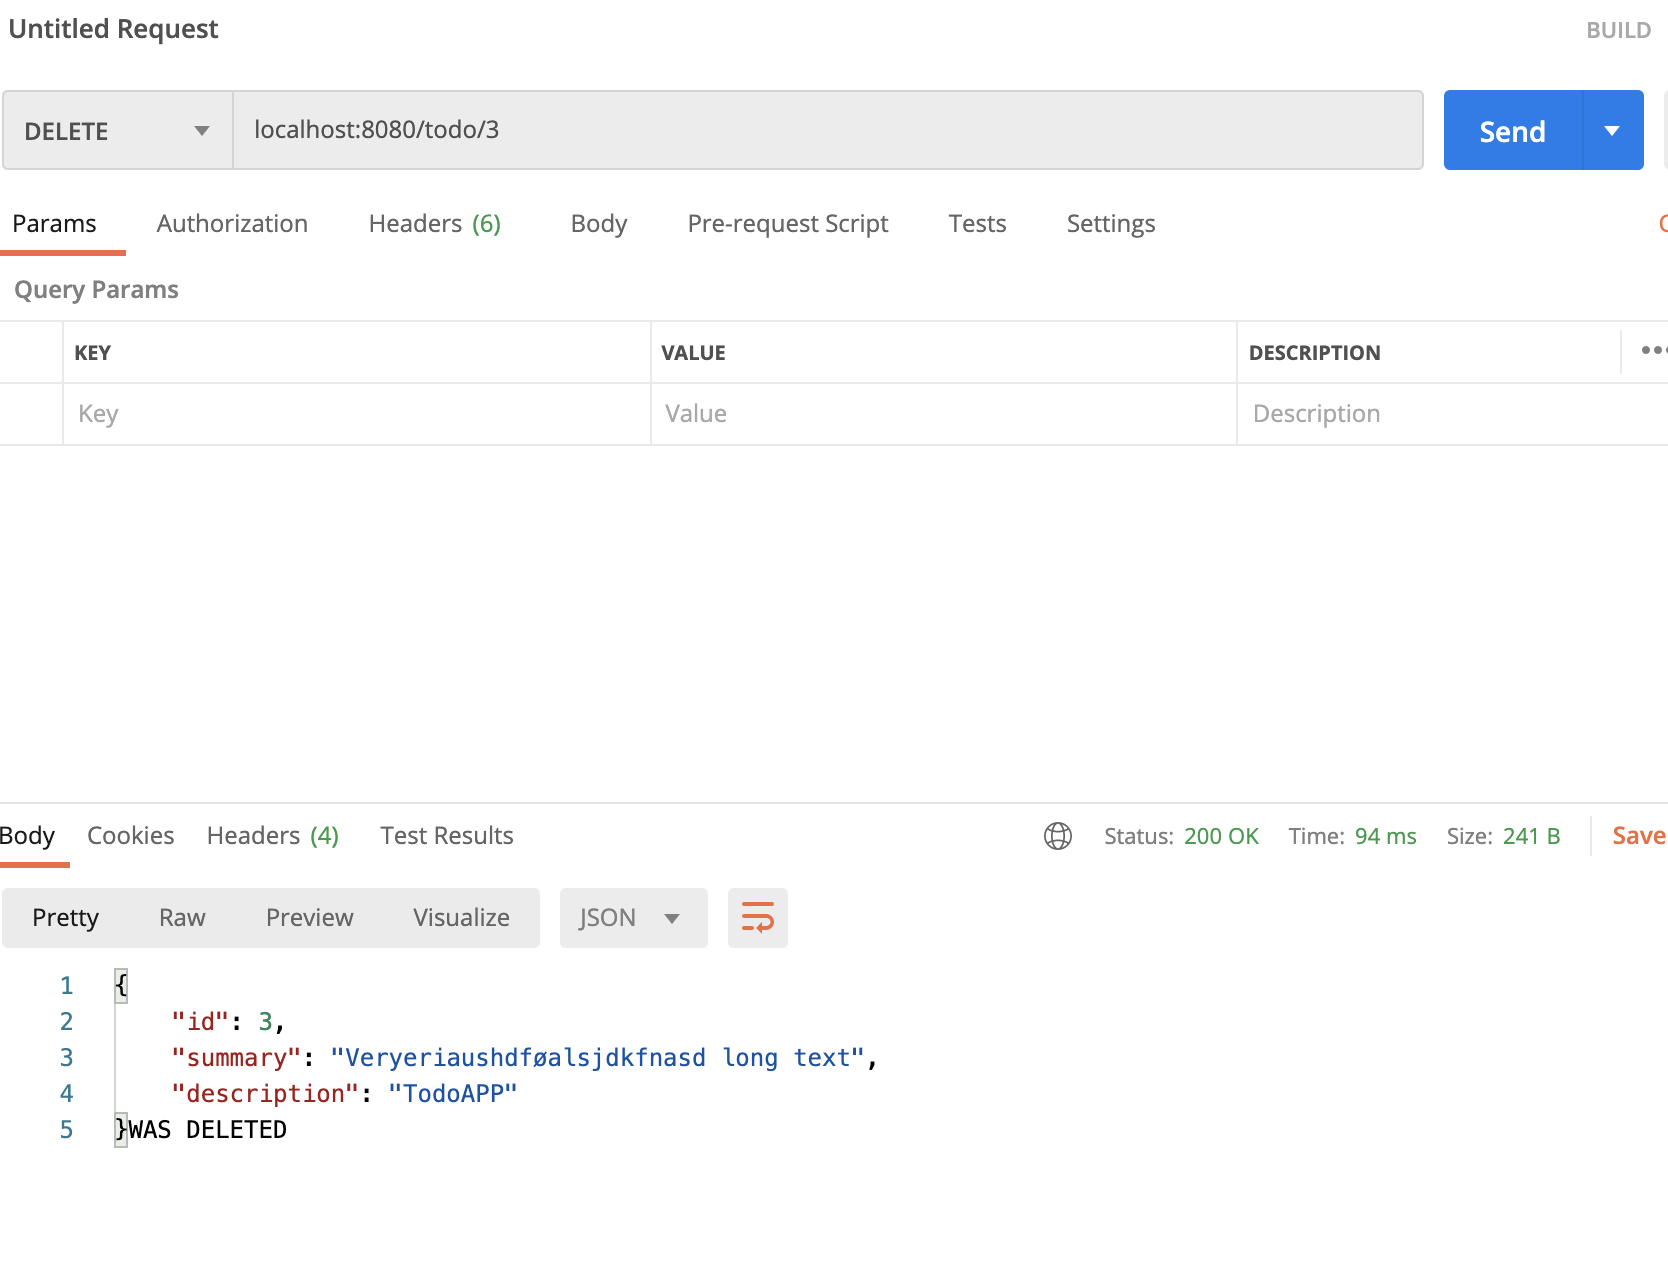 Untitled Request
BUILD
DELETE localhost:8080/todo/3 Send
Params Authorization Headers (6) Body Pre-request Script Tests Settings
Query Params
KEY VALUE DESCRIPTION •••
Key Value Description
Body Cookies Headers (4) Test Results Status: 200 OK Time: 94 ms Size: 241 B Save
Pretty Raw Preview Visualize JSON
1 {
2 "id": 3,
3 "summary": "Veryeriaushdføalsjdkfnasd long text",
4 "description": "TodoAPP"
5 }WAS DELETED